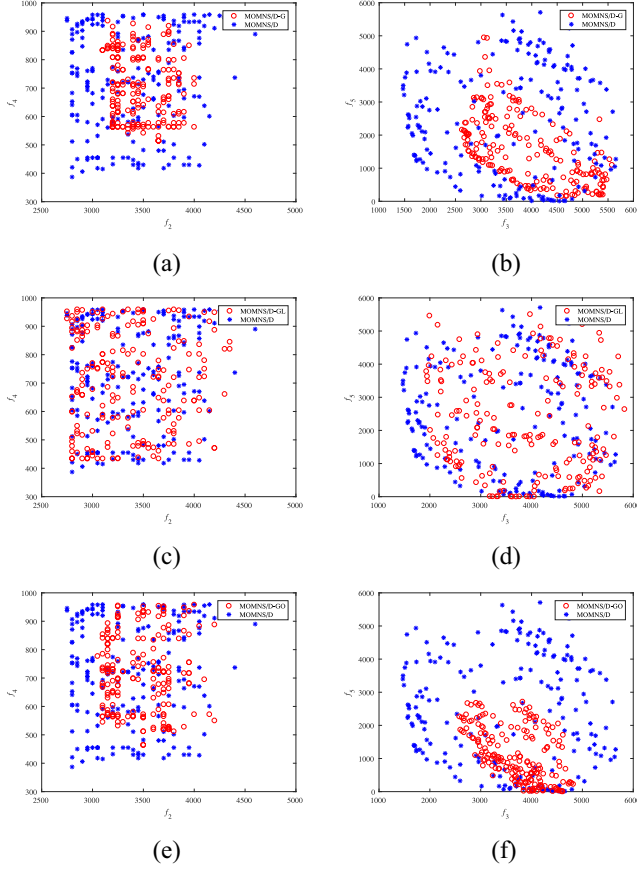 1000
900
800
700
600
500
400
300
2500
3000
3500
4000
4500
5000
f4
f2
MOMNS/D-G
MOMNS/D
(a)
6000
5000
4000
3000
2000
1000
0
1000
1500
2000
2500
3000
3500
4000
4500
5000
5500
6000
f5
f3
MOMNS/D-G
MOMNS/D
(b)
1000
900
800
700
600
500
400
300
2500
3000
3500
4000
4500
5000
f4
f2
MOMNS/D-GL
MOMNS/D
(c)
6000
5000
4000
3000
2000
1000
0
1000
2000
3000
4000
5000
6000
f5
f3
MOMNS/D-GL
MOMNS/D
(d)
1000
900
800
700
600
500
400
300
2500
3000
3500
4000
4500
5000
f4
f2
MOMNS/D-GO
MOMNS/D
(e)
6000
5000
4000
3000
2000
1000
0
1000
2000
3000
4000
5000
6000
f5
f3
MOMNS/D-GO
MOMNS/D
(f)